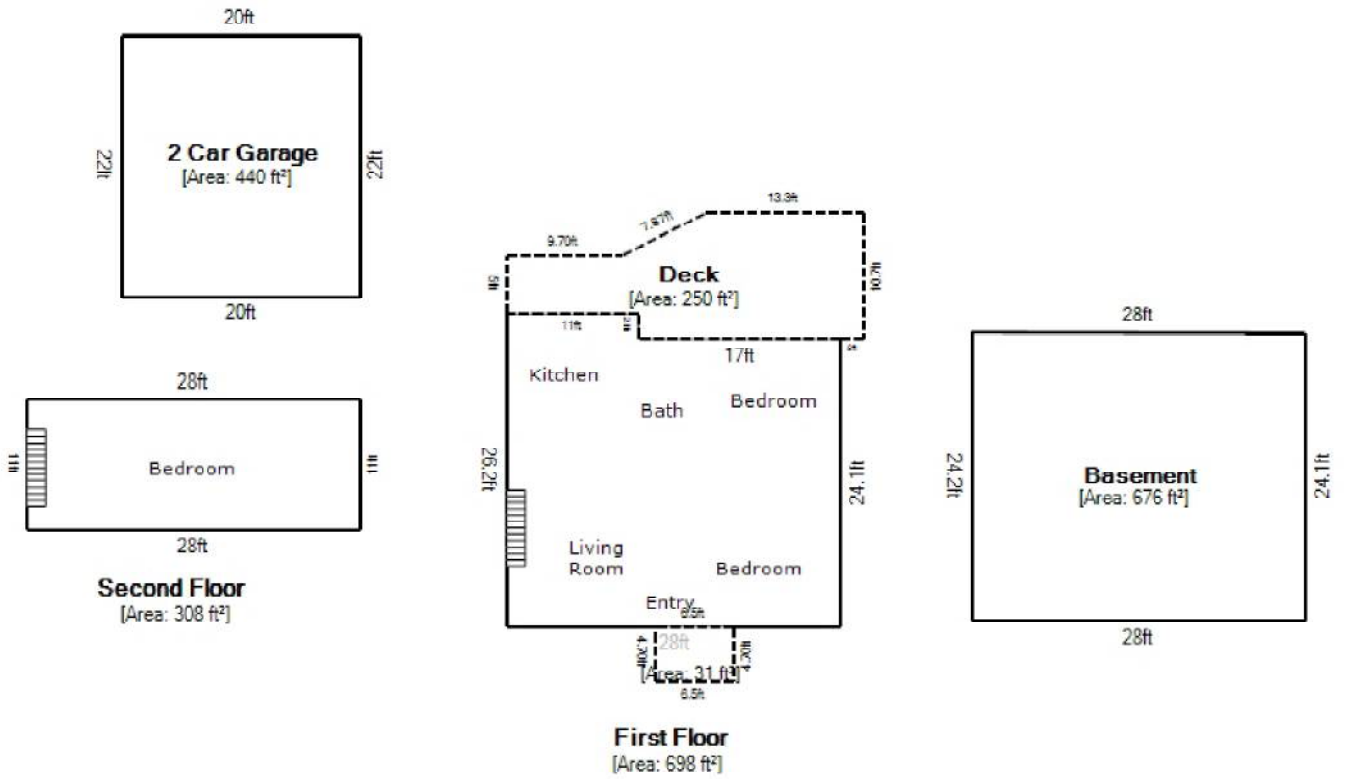 20ft
2 Car Garage
[Area: 440 ft²]
22ft
22ft
20ft
13.3ft
7.97ft
9.70ft
5ft
Deck
[Area: 250 ft²]
10.7ft
11ft
17ft
Kitchen
Bath
Bedroom
26.2ft
24.1ft
Living
Room
Bedroom
Entry
6.5ft
28ft
4.70ft
4.70ft
[Area: 31 ft²]
6.5ft
First Floor
[Area: 698 ft²]
28ft
11ft
Bedroom
11ft
28ft
Second Floor
[Area: 308 ft²]
28ft
24.2ft
Basement
[Area: 676 ft²]
24.1ft
28ft